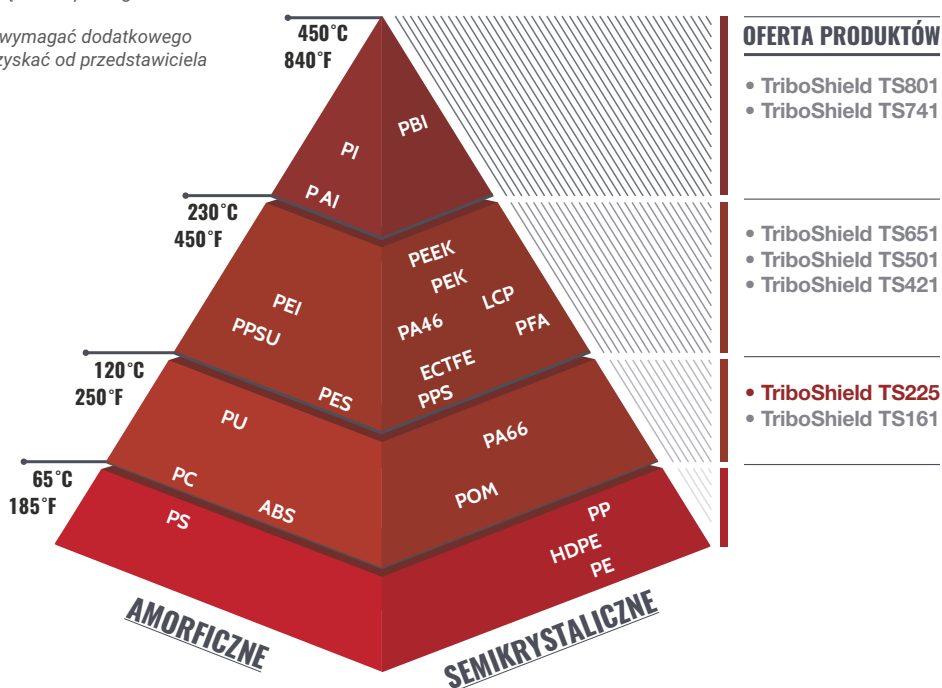 wymagać dodatkowego
zyskać od przedstawiciela
450°C
840°F
OFERTA PRODUKTÓW
• TriboShield TS801
• TriboShield TS741
PBI
PI
P AI
230°C
450°F
• TriboShield TS651
• TriboShield TS501
• TriboShield TS421
PEEK
PEK
LCP
PEI
PPSU
PA46
PFA
ECTFE
PPS
PES
120°C
250°F
• TriboShield TS225
• TriboShield TS161
PU
PA66
PC
ABS
POM
65°C
185°F
PS
PP
HDPE
PE
AMORFICZNE
SEMIKRYSTALICZNE